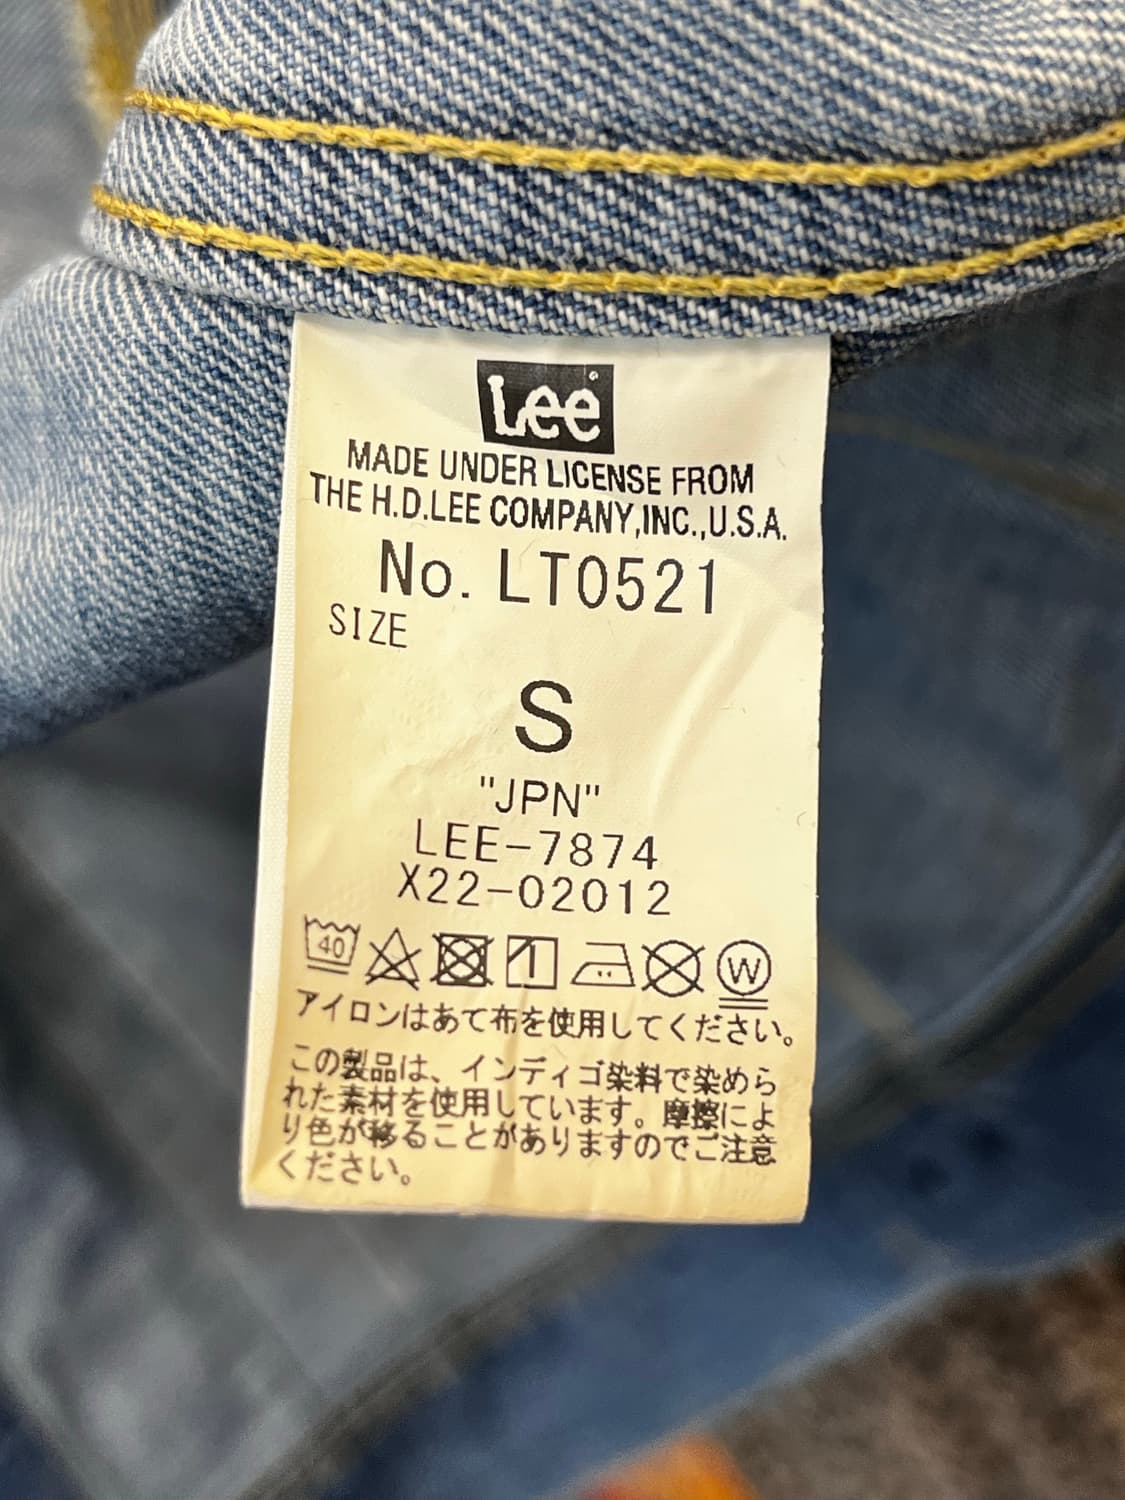 Lee®
MADE UNDER LICENSE FROM
THE H.D.LEE COMPANY,INC.,U.S.A.
No. LT0521
SIZE
S
"JPN"
LEE-7874
X22-02012
40
W
アイロンはあて布を使用してください。
この製品は、インディゴ染料で染めら
れた素材を使用しています。摩擦によ
り色が移ることがありますのでご注意
ください。